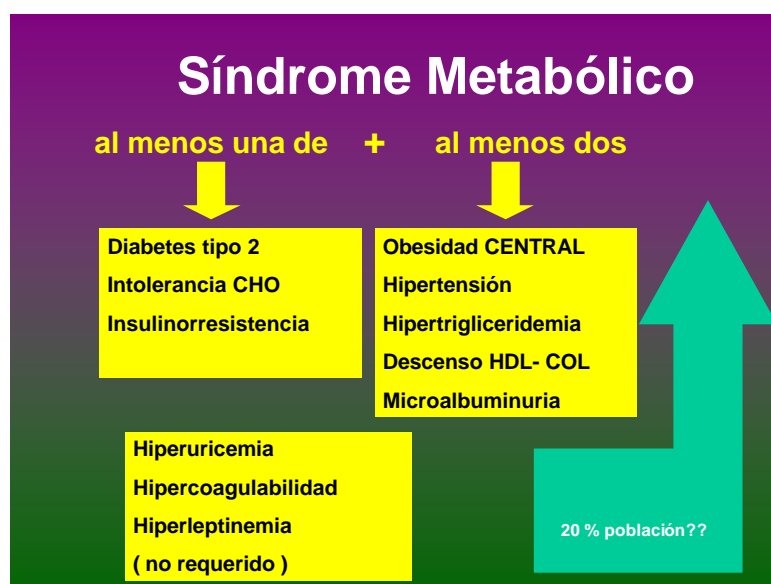 Síndrome Metabólico
al menos una de + al menos dos
Diabetes tipo 2
Intolerancia CHO
Insulinorresistencia
Obesidad CENTRAL
Hipertensión
Hipertrigliceridemia
Descenso HDL- COL
Microalbuminuria
Hiperuricemia
Hipercoagulabilidad
Hiperleptinemia
( no requerido )
20 % población??